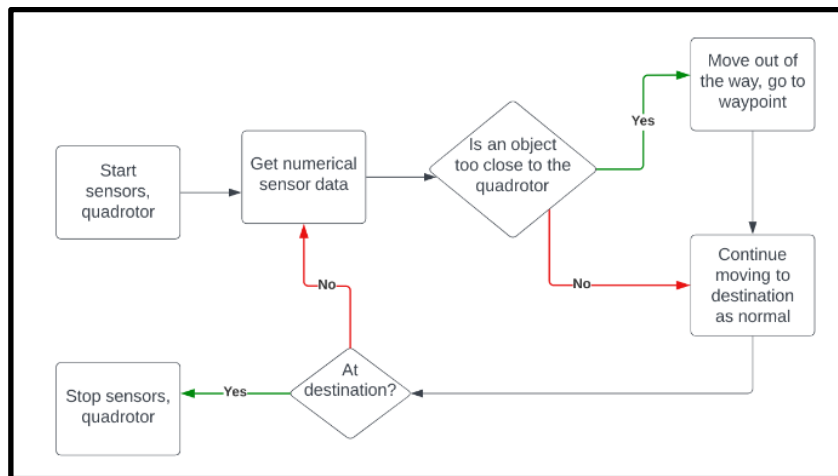 Start
sensors,
quadrotor
Get numerical
sensor data
Is an object
too close to the
quadrotor
Yes
Move out of
the way, go to
waypoint
No
Continue
moving to
destination
as normal
At
destination?
No
Yes
Stop sensors,
quadrotor